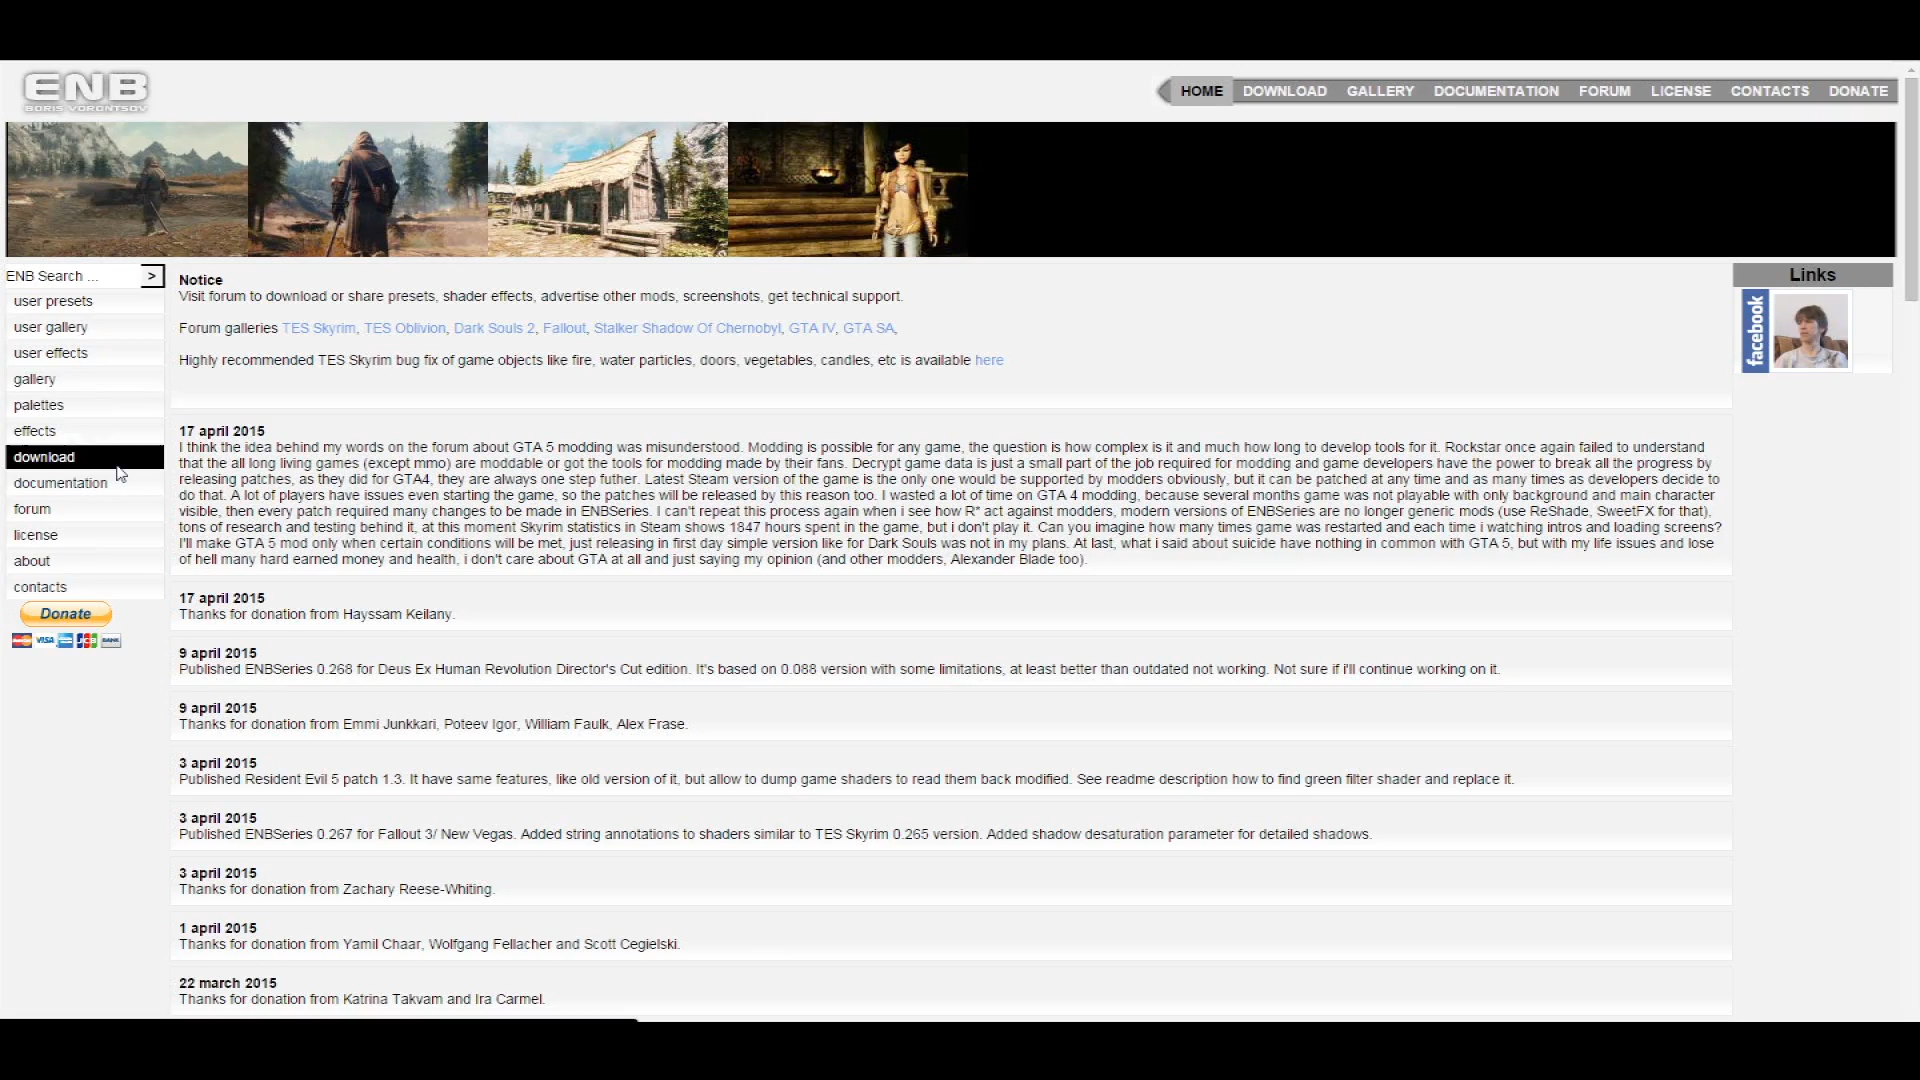 ENB
BORIS VORONTSOV
HOME DOWNLOAD GALLERY DOCUMENTATION FORUM LICENSE CONTACTS DONATE
ENB Search ... >
user presets
user gallery
user effects
gallery
palettes
effects
download
documentation
forum
license
about
contacts
Donate
VISA
JCB
BANK
Notice
Visit forum to download or share presets, shader effects, advertise other mods, screenshots, get technical support.
Forum galleries TES Skyrim, TES Oblivion, Dark Souls 2, Fallout, Stalker Shadow Of Chernobyl, GTA IV, GTA SA,
Highly recommended TES Skyrim bug fix of game objects like fire, water particles, doors, vegetables, candles, etc is available here
17 april 2015
I think the idea behind my words on the forum about GTA 5 modding was misunderstood. Modding is possible for any game, the question is how complex is it and much how long to develop tools for it. Rockstar once again failed to understand
that the all long living games (except mmo) are moddable or got the tools for modding made by their fans. Decrypt game data is just a small part of the job required for modding and game developers have the power to break all the progress by
releasing patches, as they did for GTA4, they are always one step futher. Latest Steam version of the game is the only one would be supported by modders obviously, but it can be patched at any time and as many times as developers decide to
do that. A lot of players have issues even starting the game, so the patches will be released by this reason too. I wasted a lot of time on GTA 4 modding, because several months game was not playable with only background and main character
visible, then every patch required many changes to be made in ENBSeries. I can't repeat this process again when i see how R* act against modders, modern versions of ENBSeries are no longer generic mods (use ReShade, SweetFX for that),
tons of research and testing behind it, at this moment Skyrim statistics in Steam shows 1847 hours spent in the game, but i don't play it. Can you imagine how many times game was restarted and each time i watching intros and loading screens?
I'll make GTA 5 mod only when certain conditions will be met, just releasing in first day simple version like for Dark Souls was not in my plans. At last, what i said about suicide have nothing in common with GTA 5, but with my life issues and lose
of hell many hard earned money and health, i don't care about GTA at all and just saying my opinion (and other modders, Alexander Blade too).
17 april 2015
Thanks for donation from Hayssam Keilany.
9 april 2015
Published ENBSeries 0.268 for Deus Ex Human Revolution Director's Cut edition. It's based on 0.088 version with some limitations, at least better than outdated not working. Not sure if i'll continue working on it.
9 april 2015
Thanks for donation from Emmi Junkkari, Poteev Igor, William Faulk, Alex Frase.
3 april 2015
Published Resident Evil 5 patch 1.3. It have same features, like old version of it, but allow to dump game shaders to read them back modified. See readme description how to find green filter shader and replace it.
3 april 2015
Published ENBSeries 0.267 for Fallout 3/ New Vegas. Added string annotations to shaders similar to TES Skyrim 0.265 version. Added shadow desaturation parameter for detailed shadows.
3 april 2015
Thanks for donation from Zachary Reese-Whiting.
1 april 2015
Thanks for donation from Yamil Chaar, Wolfgang Fellacher and Scott Cegielski.
22 march 2015
Thanks for donation from Katrina Takvam and Ira Carmel.
Links
facebook